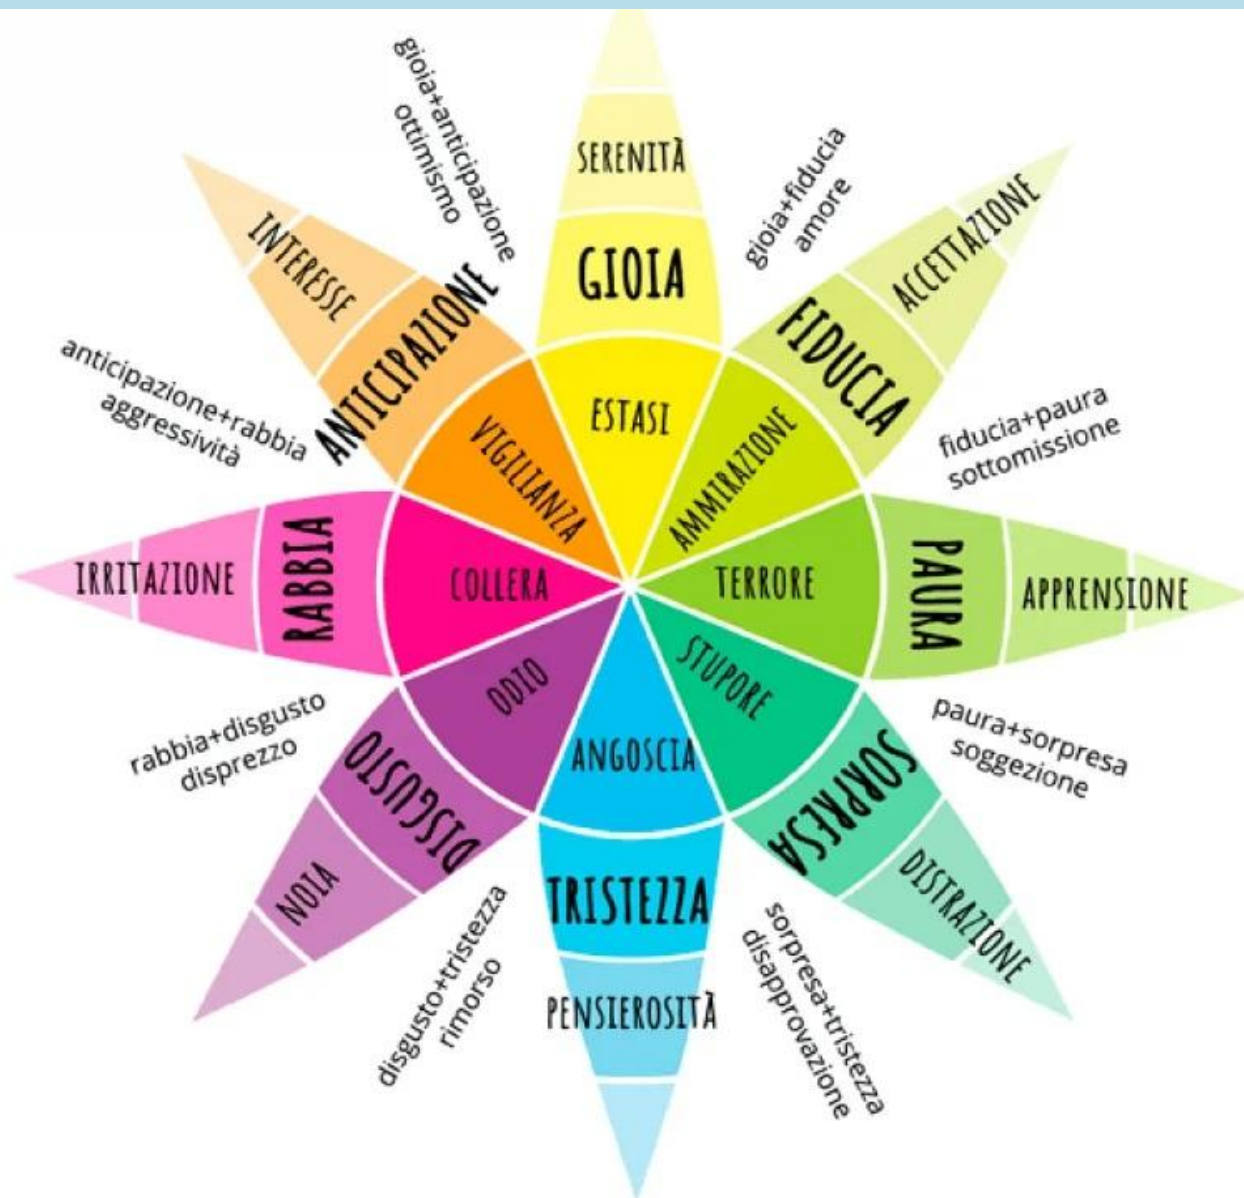 gioia+anticipazione
ottimismo
SERENITÀ
gioia+fiducia
amore
ACCETTAZIONE
INTERESSE
GIOIA
ANTICIPAZIONE
FIDUCIA
anticipazione+rabbia
aggressività
VIGILIANZA
ESTASI
AMMIRAZIONE
fiducia+paura
sottomissione
IRRITAZIONE
RABBIA
COLLERA
TERRORE
PAURA
APPRENSIONE
rabbia+disgusto
disprezzo
ODIO
STUPORE
ANGOSCIA
paura+sorpresa
soggezione
DISGUSTO
SORPRESA
NOIA
TRISTEZZA
DISTRAZIONE
disgusto+tristezza
rimorso
PENSIEROSITÀ
sorpresa+tristezza
disapprovazione